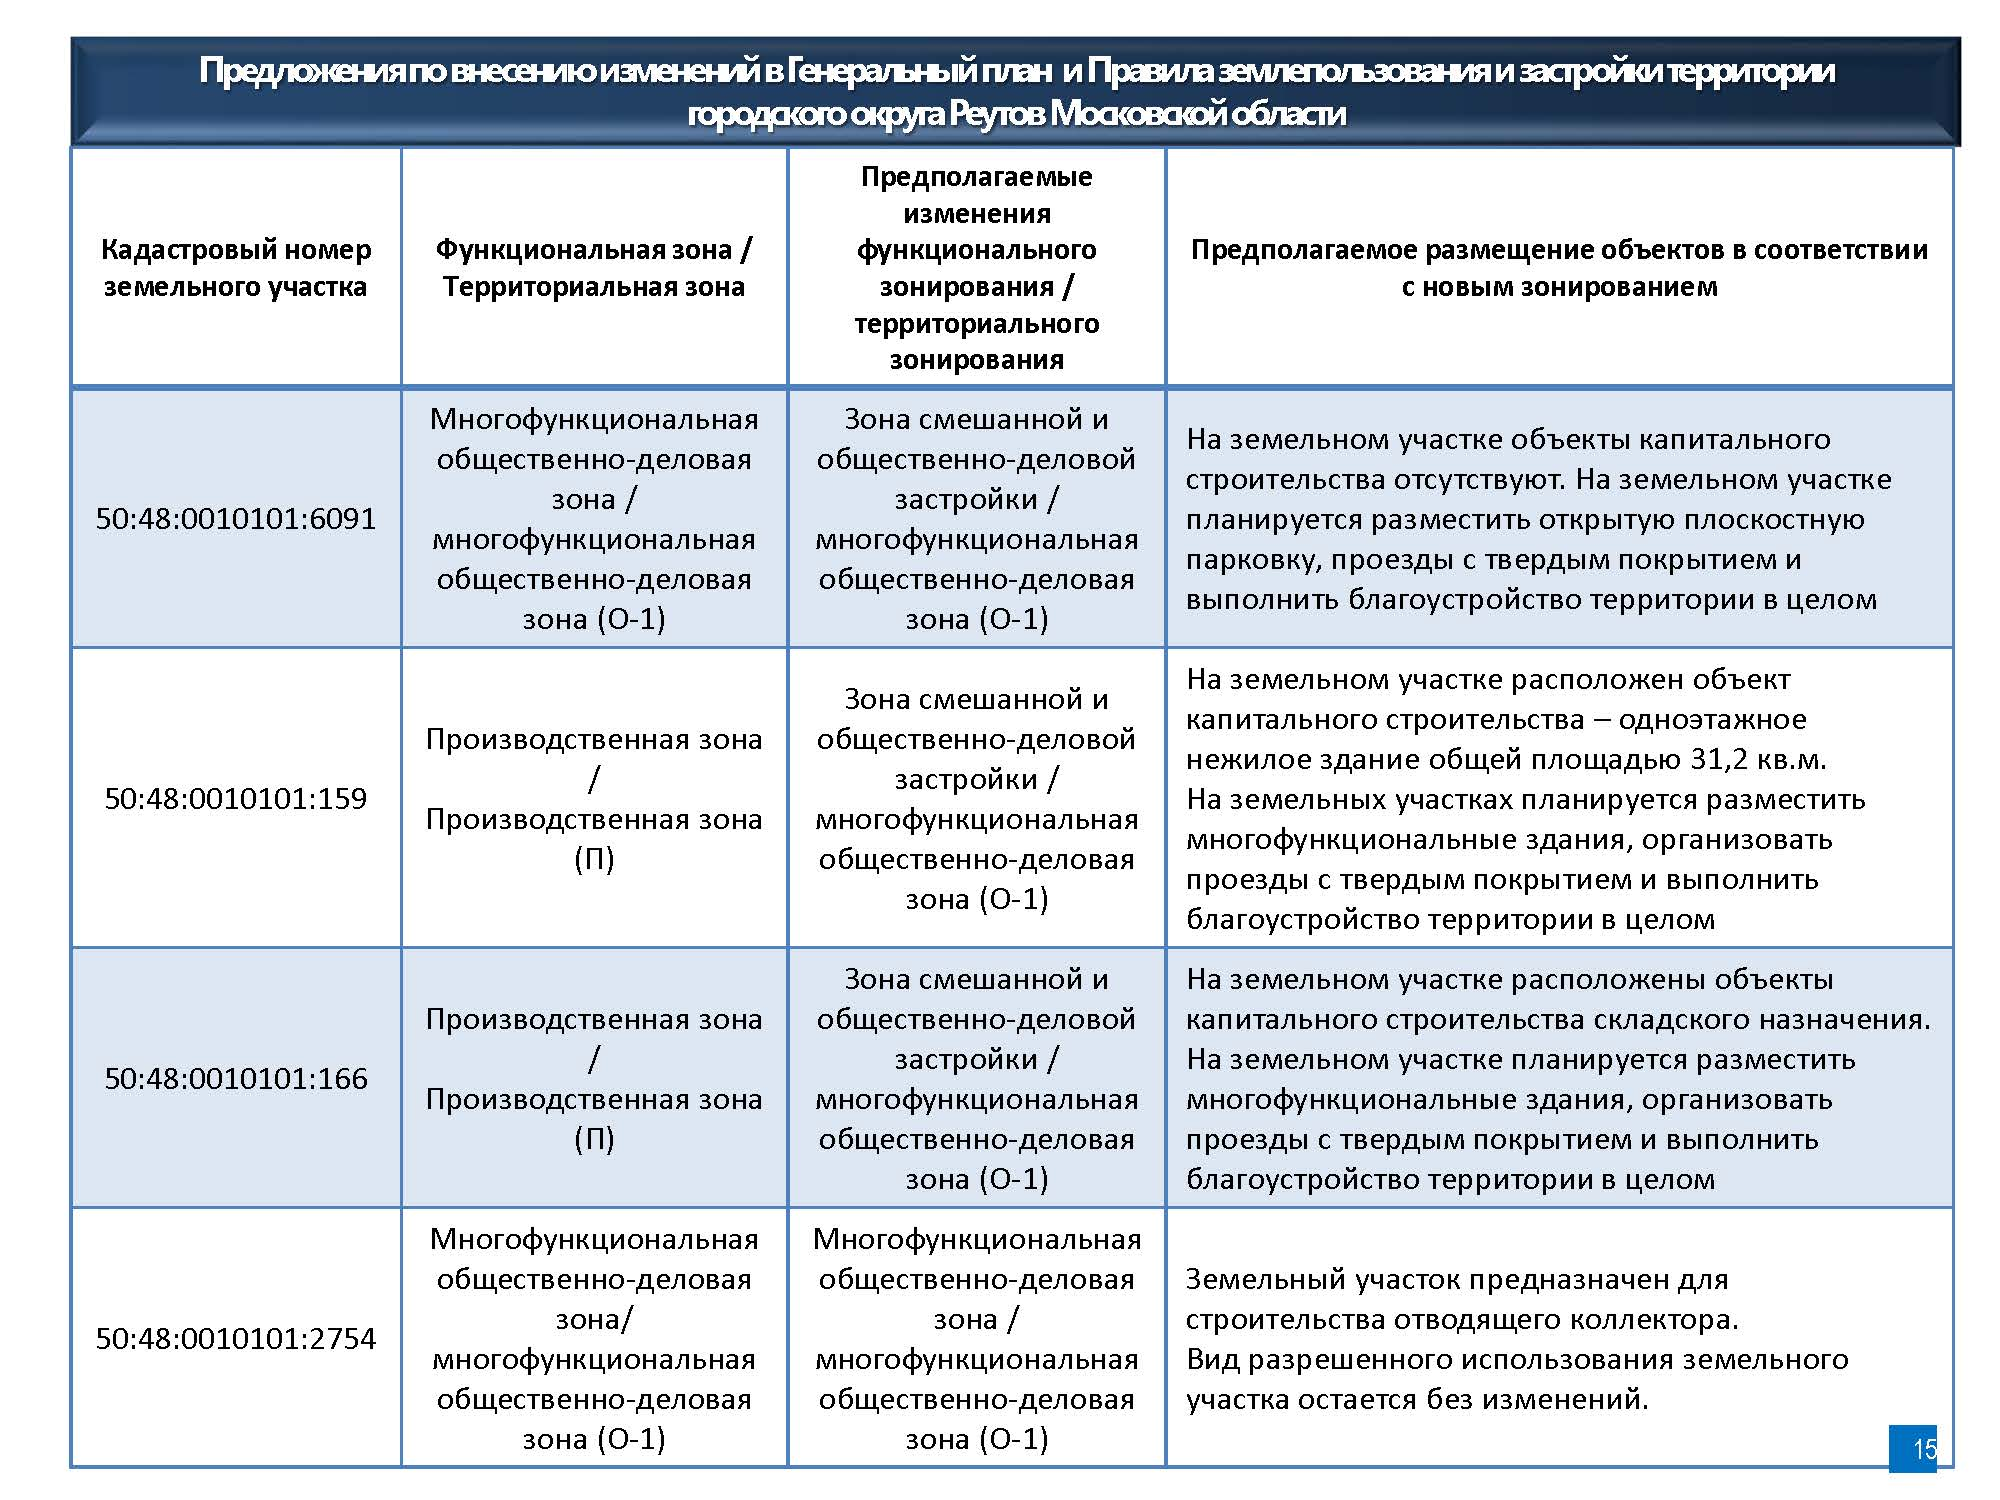 Предложения по внесению изменений в Генеральный план и Правила землепользования и застройки территории
городского округа Реутов Московской области
Кадастровый номер
земельного участка
Функциональная зона /
Территориальная зона
Предполагаемые
изменения
функционального
зонирования /
территориального
зонирования
Предполагаемое размещение объектов в соответствии
с новым зонированием
50:48:0010101:6091
Многофункциональная
общественно-деловая
зона /
многофункциональная
общественно-деловая
зона (О-1)
Зона смешанной и
общественно-деловой
застройки /
многофункциональная
общественно-деловая
зона (О-1)
На земельном участке объекты капитального
строительства отсутствуют. На земельном участке
планируется разместить открытую плоскостную
парковку, проезды с твердым покрытием и
выполнить благоустройство территории в целом
50:48:0010101:159
Производственная зона
/
Производственная зона
(П)
Зона смешанной и
общественно-деловой
застройки /
многофункциональная
общественно-деловая
зона (О-1)
На земельном участке расположен объект
капитального строительства – одноэтажное
нежилое здание общей площадью 31,2 кв.м.
На земельных участках планируется разместить
многофункциональные здания, организовать
проезды с твердым покрытием и выполнить
благоустройство территории в целом
50:48:0010101:166
Производственная зона
/
Производственная зона
(П)
Зона смешанной и
общественно-деловой
застройки /
многофункциональная
общественно-деловая
зона (О-1)
На земельном участке расположены объекты
капитального строительства складского назначения.
На земельном участке планируется разместить
многофункциональные здания, организовать
проезды с твердым покрытием и выполнить
благоустройство территории в целом
50:48:0010101:2754
Многофункциональная
общественно-деловая
зона/
многофункциональная
общественно-деловая
зона (О-1)
Многофункциональная
общественно-деловая
зона /
многофункциональная
общественно-деловая
зона (О-1)
Земельный участок предназначен для
строительства отводящего коллектора.
Вид разрешенного использования земельного
участка остается без изменений.
15